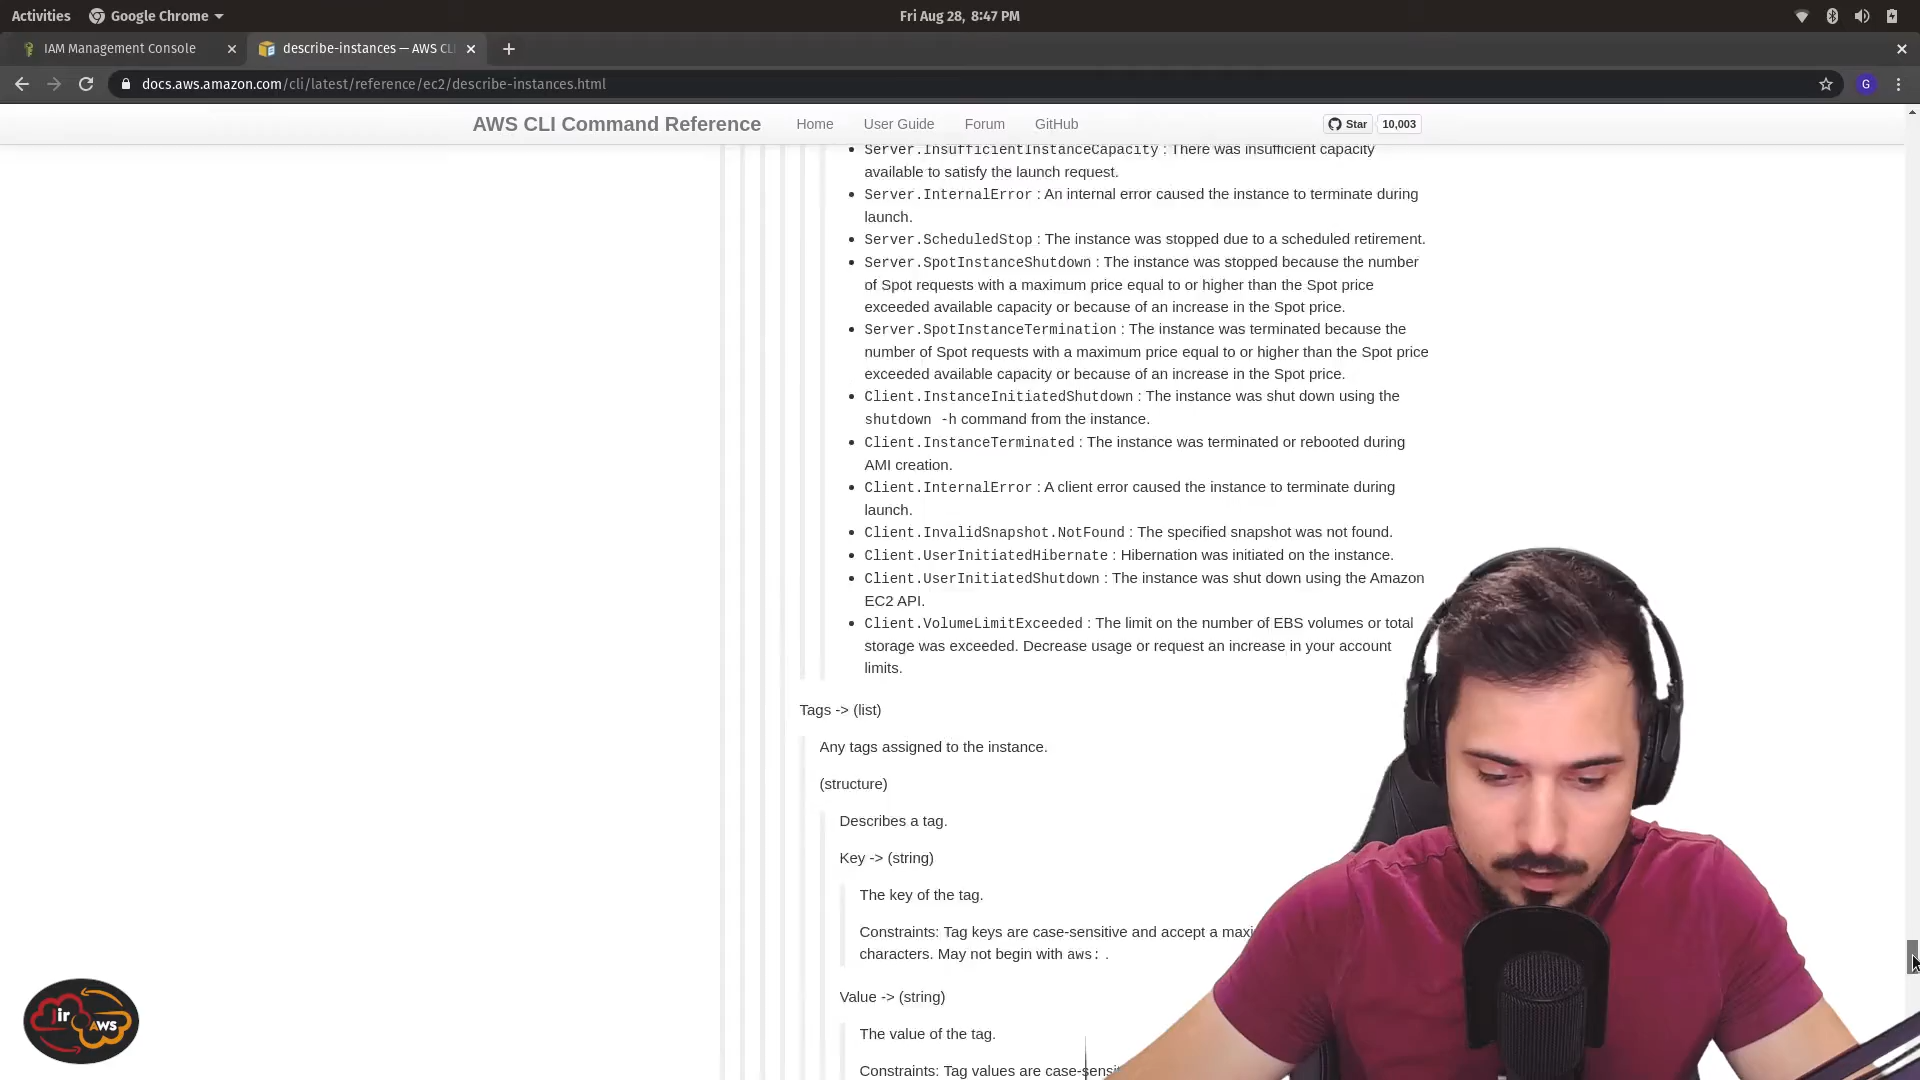 Activities Google Chrome Fri Aug 28, 8:47 PM
IAM Management Console describe-instances — AWS CLI
docs.aws.amazon.com/cli/latest/reference/ec2/describe-instances.html G
AWS CLI Command Reference Home User Guide Forum GitHub Star 10,003
Server.InsufficientInstanceCapacity : There was insufficient capacity
available to satisfy the launch request.
Server.InternalError : An internal error caused the instance to terminate during
launch.
Server.ScheduledStop : The instance was stopped due to a scheduled retirement.
Server.SpotInstanceShutdown : The instance was stopped because the number
of Spot requests with a maximum price equal to or higher than the Spot price
exceeded available capacity or because of an increase in the Spot price.
Server.SpotInstanceTermination : The instance was terminated because the
number of Spot requests with a maximum price equal to or higher than the Spot price
exceeded available capacity or because of an increase in the Spot price.
Client.InstanceInitiatedShutdown : The instance was shut down using the
shutdown -h command from the instance.
Client.InstanceTerminated : The instance was terminated or rebooted during
AMI creation.
Client.InternalError : A client error caused the instance to terminate during
launch.
Client.InvalidSnapshot.NotFound : The specified snapshot was not found.
Client.UserInitiatedHibernate : Hibernation was initiated on the instance.
Client.UserInitiatedShutdown : The instance was shut down using the Amazon
EC2 API.
Client.VolumeLimitExceeded : The limit on the number of EBS volumes or total
storage was exceeded. Decrease usage or request an increase in your account
limits.
Tags -> (list)
Any tags assigned to the instance.
(structure)
Describes a tag.
Key -> (string)
The key of the tag.
Constraints: Tag keys are case-sensitive and accept a maxi
characters. May not begin with aws: .
Value -> (string)
The value of the tag.
Constraints: Tag values are case-sensit
jir AWS